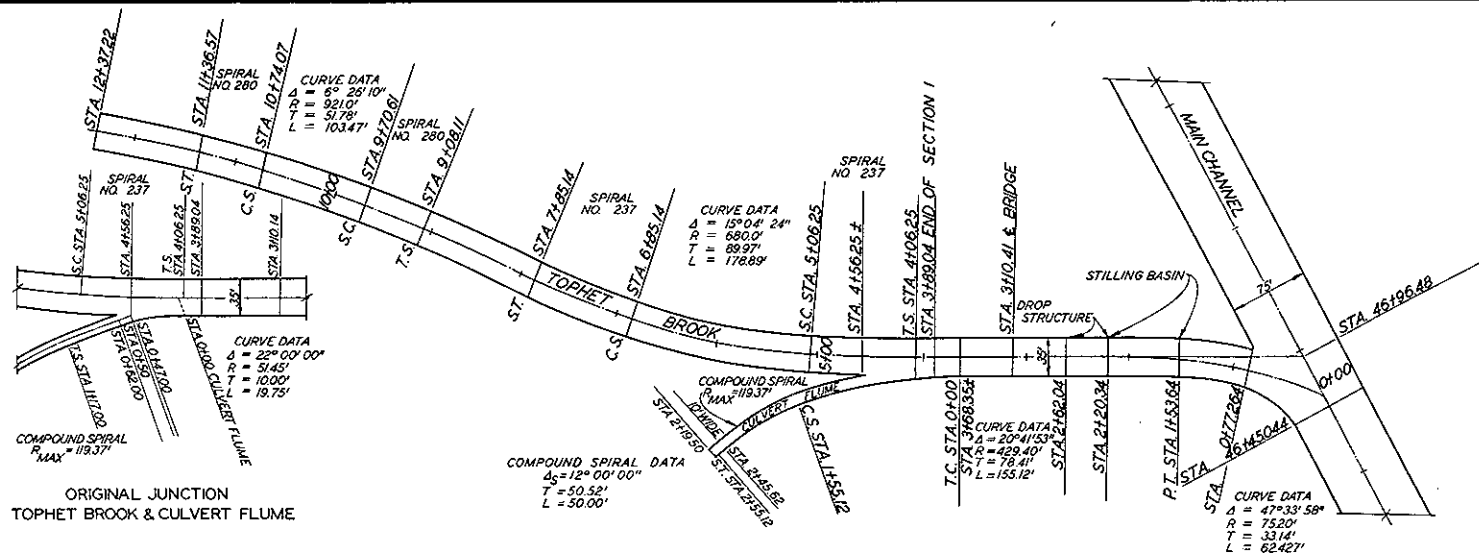 STA. 12+37.22
STA. 11+36.57
SPIRAL
NO. 280
STA. 10+74.07
CURVE DATA
Δ = 6° 26' 10"
R = 921.0'
T = 51.78'
L = 103.47'
STA. 9+70.61
SPIRAL
NO. 280
STA. 9+08.11
S.T.
C.S.
10+00
S.C.
T.S.
STA. 7+85.14
SPIRAL
NO. 237
STA. 6+85.14
S.T.
C.S.
TOPHET
BROOK
CURVE DATA
Δ = 15° 04' 24"
R = 680.0'
T = 89.97'
L = 178.89'
SPIRAL
NO. 237
S.C. STA. 5+06.25
5+00
STA. 4+56.25 ±
T.S. STA. 4+06.25
STA. 3+89.04 END OF SECTION I
STA. 3+10.41 ℄ BRIDGE
DROP
STRUCTURE
STILLING BASIN
35'
MAIN CHANNEL
75'
STA. 46+96.48
0+00
STA. 46+45.044
STA. 0+77.264
P.T. STA. 1+53.64
STA. 2+20.34
STA. 2+62.04
CURVE DATA
Δ = 20° 41' 53"
R = 429.40'
T = 78.41'
L = 155.12'
STA. 3+68.35±
T.C. STA. 0+00
CURVE DATA
Δ = 47° 33' 58"
R = 75.20'
T = 33.14'
L = 62.427'
COMPOUND SPIRAL
R MAX = 119.37'
CULVERT FLUME
10' WIDE
STA. 2+19.50
STA. 2+45.62
S.T. STA. 2+55.12
C.S. STA. 1+55.12
COMPOUND SPIRAL DATA
ΔS = 12° 00' 00"
T = 50.52'
L = 50.00'
SPIRAL
NO. 237
S.C. STA. 5+06.25
STA. 4+56.25
T.S.
STA. 4+06.25
STA. 3+89.04
STA. 3+10.14
35'
T.S. STA. 1+17.00
STA. 0+62.00
STA. 0+50
STA. 0+47.00
STA. 0+00 CULVERT FLUME
CURVE DATA
Δ = 22° 00' 00"
R = 51.45'
T = 10.00'
L = 19.75'
COMPOUND SPIRAL
R MAX = 119.37'
ORIGINAL JUNCTION
TOPHET BROOK & CULVERT FLUME